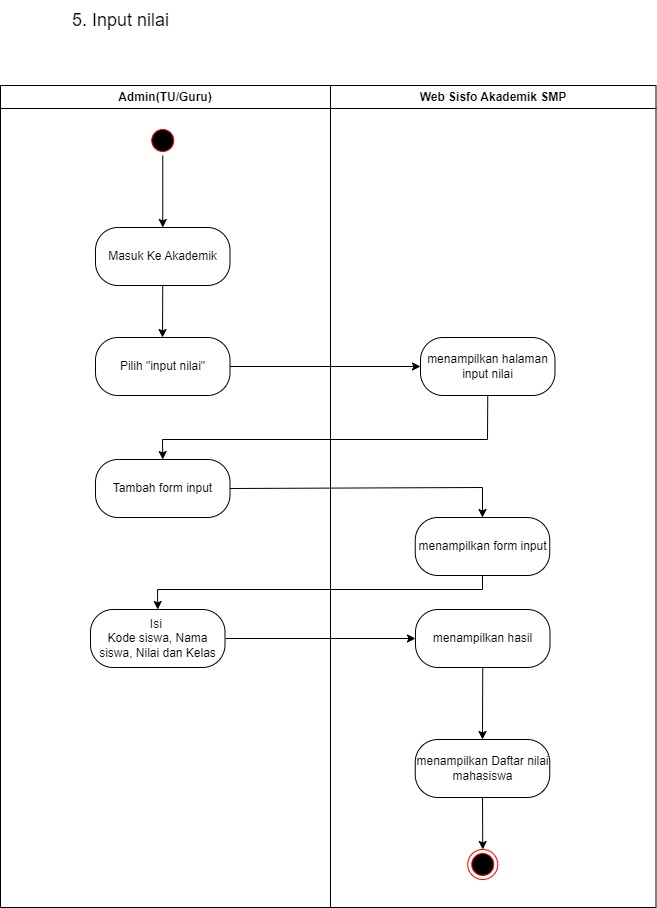 5. Input nilai
Admin(TU/Guru)
Web Sisfo Akademik SMP
Masuk Ke Akademik
Pilih "input nilai"
menampilkan halaman
input nilai
Tambah form input
menampilkan form input
Isi
Kode siswa, Nama
siswa, Nilai dan Kelas
menampilkan hasil
menampilkan Daftar nilai
mahasiswa